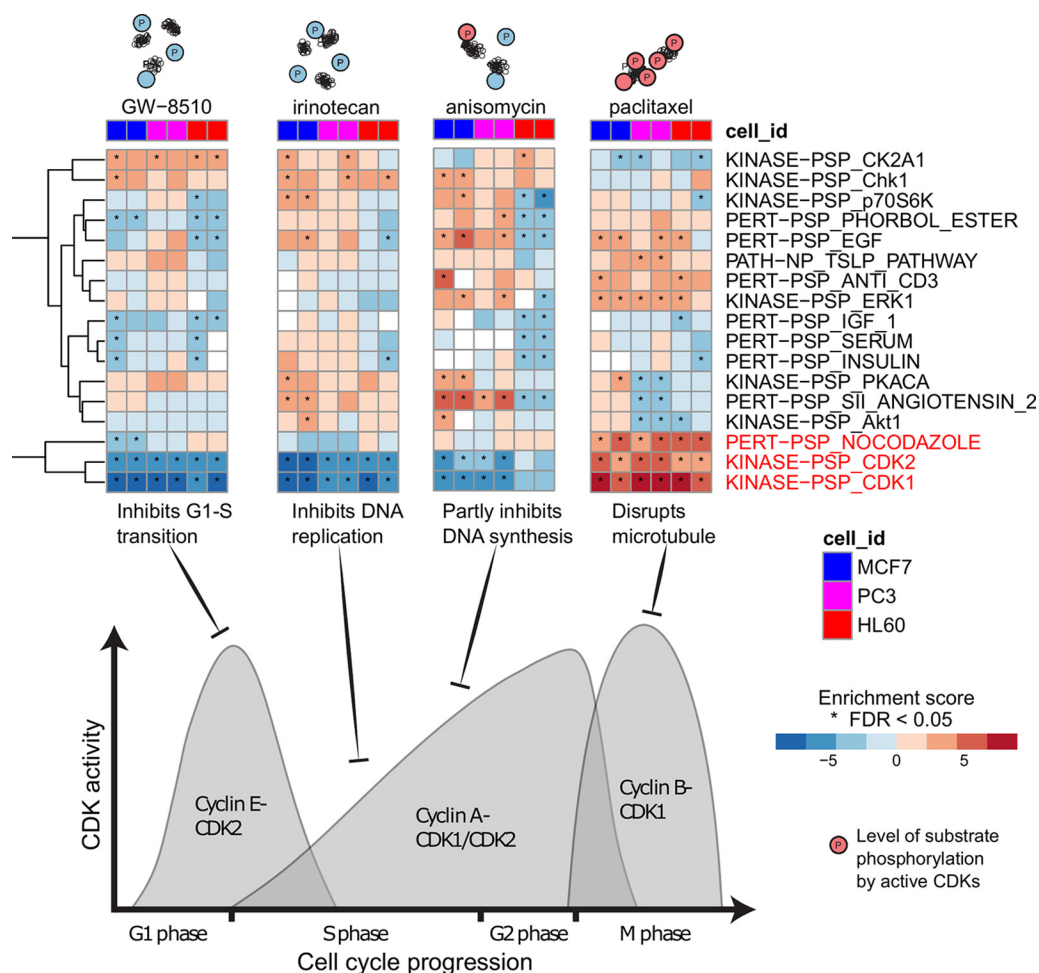 P P P
GW-8510
P P P
irinotecan
P P
anisomycin
P P P P P
paclitaxel
cell_id
KINASE-PSP_CK2A1
KINASE-PSP_Chk1
KINASE-PSP_p70S6K
PERT-PSP_PHORBOL_ESTER
PERT-PSP_EGF
PATH-NP_TSLP_PATHWAY
PERT-PSP_ANTI_CD3
KINASE-PSP_ERK1
PERT-PSP_IGF_1
PERT-PSP_SERUM
PERT-PSP_INSULIN
KINASE-PSP_PKACA
PERT-PSP_SII_ANGIOTENSIN_2
KINASE-PSP_Akt1
PERT-PSP_NOCODAZOLE
KINASE-PSP_CDK2
KINASE-PSP_CDK1
Inhibits G1-S
transition
Inhibits DNA
replication
Partly inhibits
DNA synthesis
Disrupts
microtubule
cell_id
MCF7
PC3
HL60
Enrichment score
* FDR < 0.05
-5 0 5
P Level of substrate
phosphorylation
by active CDKs
CDK activity
Cyclin E-
CDK2
Cyclin A-
CDK1/CDK2
Cyclin B-
CDK1
G1 phase S phase G2 phase M phase
Cell cycle progression